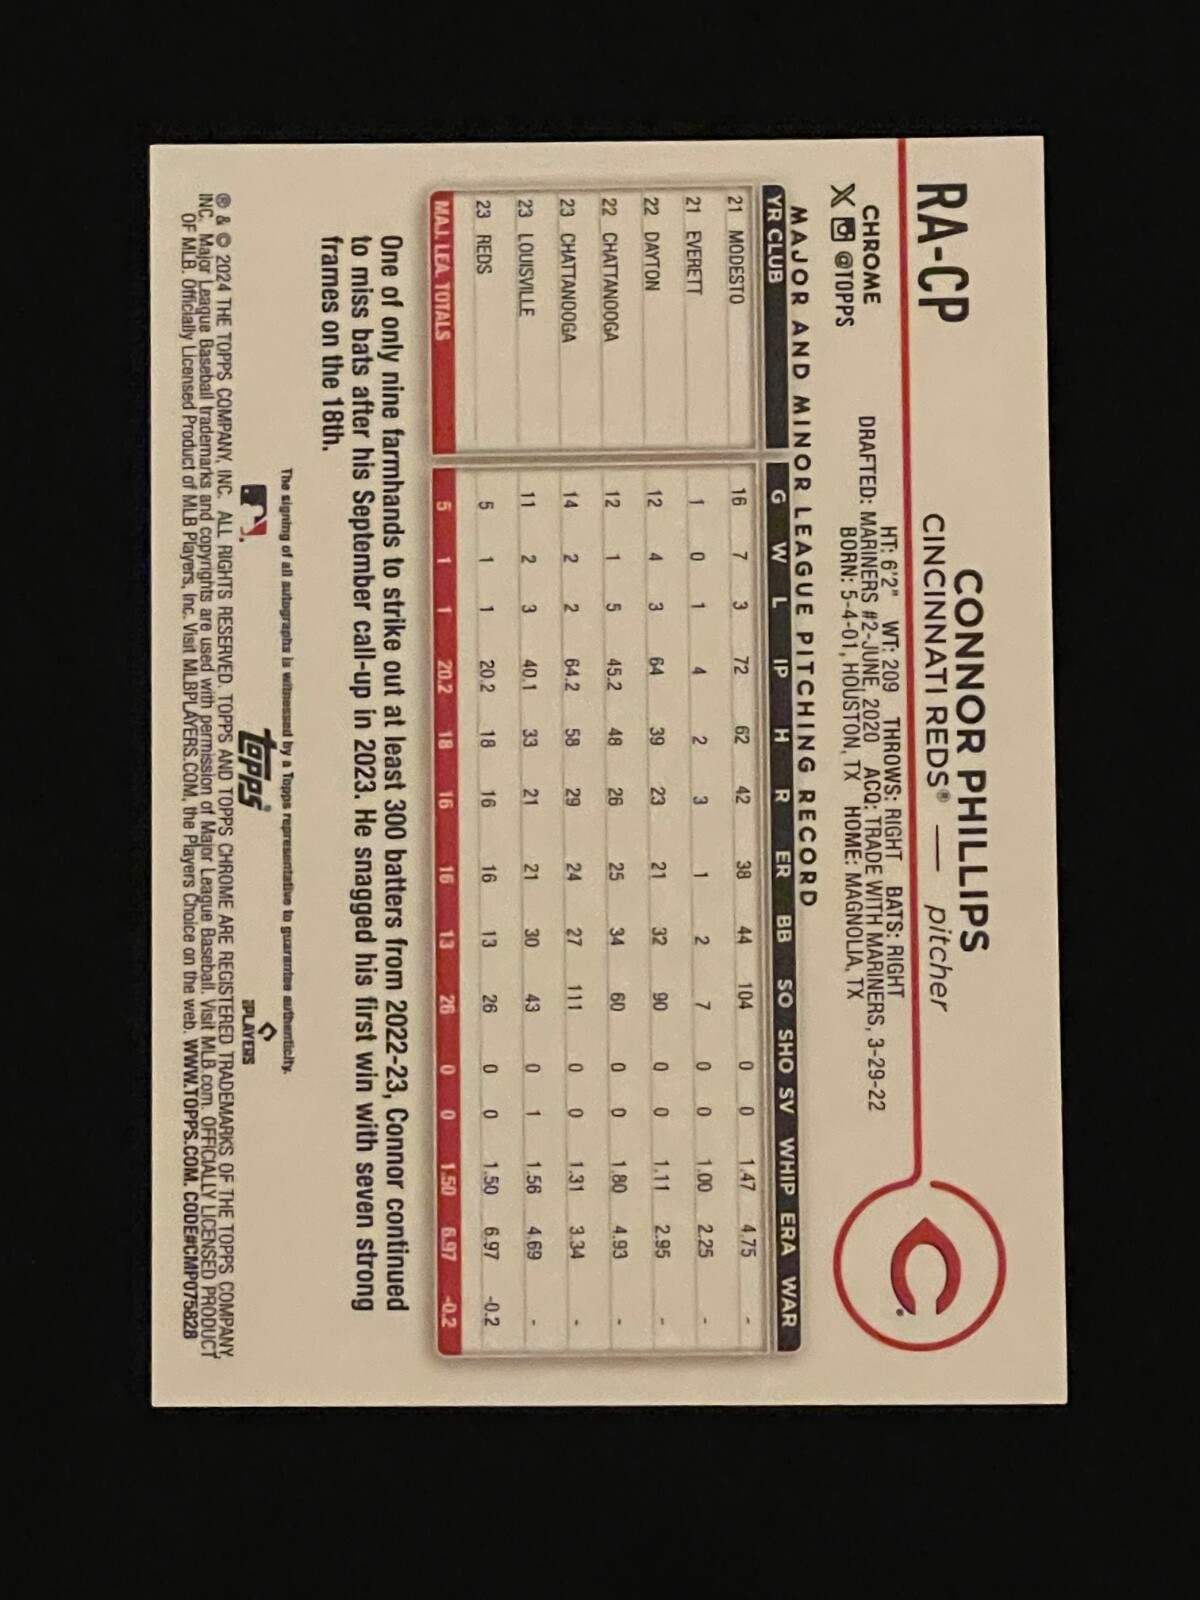 RA-CP
CONNOR PHILLIPS
CINCINNATI REDS® — pitcher
CHROME
@TOPPS
HT: 6'2" WT: 209 THROWS: RIGHT BATS: RIGHT
DRAFTED: MARINERS #2-JUNE, 2020 ACQ: TRADE WITH MARINERS, 3-29-22
BORN: 5-4-01, HOUSTON, TX HOME: MAGNOLIA, TX
MAJOR AND MINOR LEAGUE PITCHING RECORD
YR CLUB G W L IP H R ER BB SO SHO SV WHIP ERA WAR
21 MODESTO 16 7 3 72 62 42 38 44 104 0 0 1.47 4.75 -
21 EVERETT 1 0 1 4 2 3 1 2 7 0 0 1.00 2.25 -
22 DAYTON 12 4 3 64 39 23 21 32 90 0 0 1.11 2.95 -
22 CHATTANOOGA 12 1 5 45.2 48 26 25 34 60 0 0 1.80 4.93 -
23 CHATTANOOGA 14 2 2 64.2 58 29 24 27 111 0 0 1.31 3.34 -
23 LOUISVILLE 11 2 3 40.1 33 21 21 30 43 0 1 1.56 4.69 -
23 REDS 5 1 1 20.2 18 16 16 13 26 0 0 1.50 6.97 -0.2
MAJ. LEA. TOTALS 5 1 1 20.2 18 16 16 13 26 0 0 1.50 6.97 -0.2
One of only nine farmhands to strike out at least 300 batters from 2022-23, Connor continued
to miss bats after his September call-up in 2023. He snagged his first win with seven strong
frames on the 18th.
The signing of all autographs is witnessed by a Topps representative to guarantee authenticity.
topps®
PLAYERS
® & © 2024 THE TOPPS COMPANY, INC. ALL RIGHTS RESERVED. TOPPS AND TOPPS CHROME ARE REGISTERED TRADEMARKS OF THE TOPPS COMPANY,
INC. Major League Baseball trademarks and copyrights are used with permission of Major League Baseball. Visit MLB.com. OFFICIALLY LICENSED PRODUCT
OF MLB. Officially Licensed Product of MLB Players, Inc. Visit MLBPLAYERS.COM, the Players Choice on the web. WWW.TOPPS.COM. CODE#CMP075828